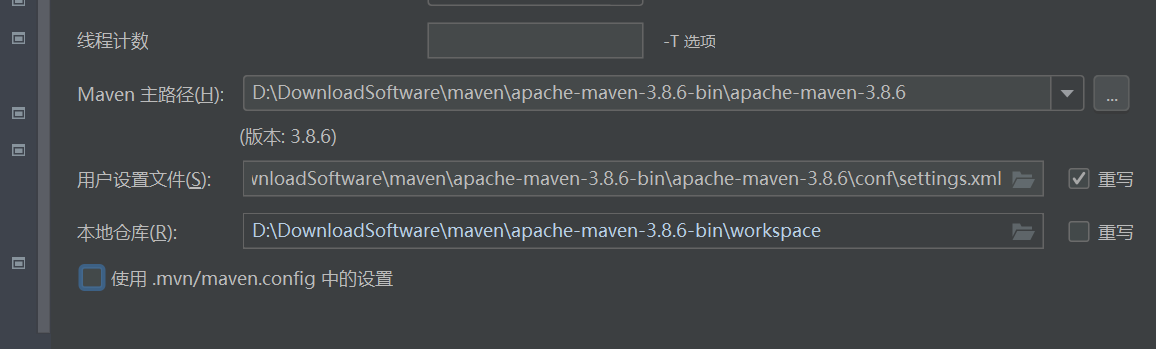 线程计数 -T 选项
Maven 主路径(H): D:\DownloadSoftware\maven\apache-maven-3.8.6-bin\apache-maven-3.8.6 ...
(版本: 3.8.6)
用户设置文件(S): wnloadSoftware\maven\apache-maven-3.8.6-bin\apache-maven-3.8.6\conf\settings.xml 重写
本地仓库(R): D:\DownloadSoftware\maven\apache-maven-3.8.6-bin\workspace 重写
使用 .mvn/maven.config 中的设置